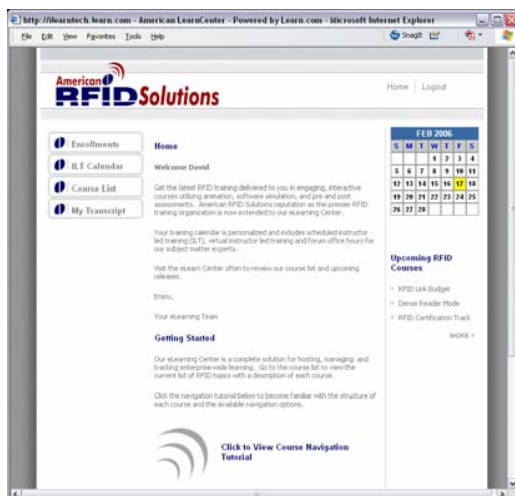 http://ilearntech.learn.com - American LearnCenter - Powered by Learn.com - Microsoft Internet Explorer
File Edit View Favorites Tools Help
SnagIt
American
RFID Solutions
Home Logout
Enrollments
ILT Calendar
Course List
My Transcript
Home
Welcome David
Get the latest RFID training delivered to you in engaging, interactive
courses utilizing animation, software simulation, and pre and post
assessments. American RFID Solutions reputation as the premier RFID
training organization is now extended to our eLearning Center.
Your training calendar is personalized and includes scheduled instructor
led training (ILT), virtual instructor led training and forum office hours for
our subject matter experts.
Visit the eLearn Center often to review our course list and upcoming
releases.
Enjoy,
Your eLearning Team
Getting Started
Our eLearning Center is a complete solution for hosting, managing and
tracking enterprise-wide learning. Go to the course list to view the
current list of RFID topics with a description of each course.
Click the navigation tutorial below to become familiar with the structure of
each course and the available navigation options.
Click to View Course Navigation
Tutorial
FEB 2006
S M T W T F S
1 2 3 4
5 6 7 8 9 10 11
12 13 14 15 16 17 18
19 20 21 22 23 24 25
26 27 28
Upcoming RFID
Courses
RFID Link Budget
Dense Reader Mode
RFID Certification Track
MORE »